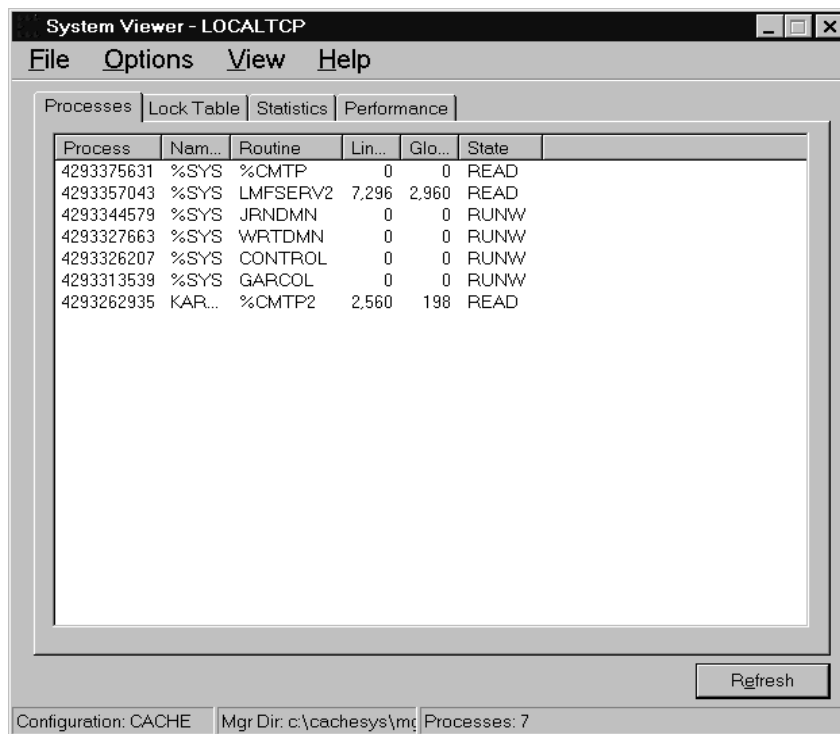 System Viewer - LOCALTCP
File Options View Help
Processes Lock Table Statistics Performance
Process Nam... Routine Lin... Glo... State
4293375631 %SYS %CMTP 0 0 READ
4293357043 %SYS LMFSERV2 7,296 2,960 READ
4293344579 %SYS JRNDMN 0 0 RUNW
4293327663 %SYS WRTDMN 0 0 RUNW
4293326207 %SYS CONTROL 0 0 RUNW
4293313539 %SYS GARCOL 0 0 RUNW
4293262935 KAR... %CMTP2 2,560 198 READ
Refresh
Configuration: CACHE Mgr Dir: c:\cachesys\mg Processes: 7